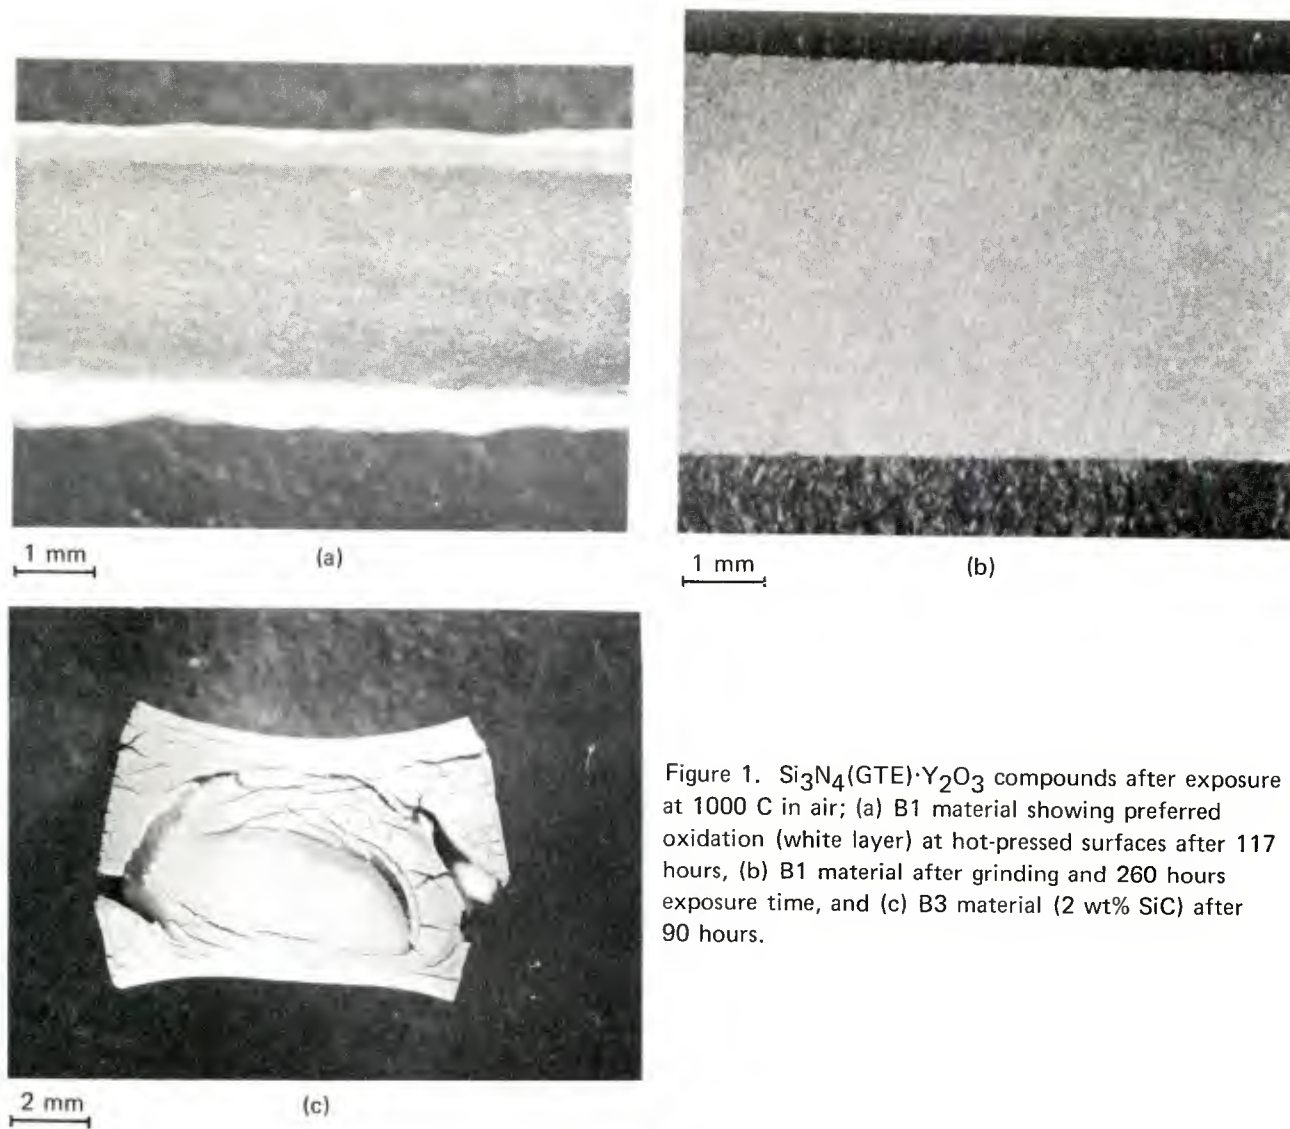 1 mm
(a)
1 mm
(b)
2 mm
(c)
Figure 1. Si₃N₄(GTE)·Y₂O₃ compounds after exposure
at 1000 C in air; (a) B1 material showing preferred
oxidation (white layer) at hot-pressed surfaces after 117
hours, (b) B1 material after grinding and 260 hours
exposure time, and (c) B3 material (2 wt% SiC) after
90 hours.